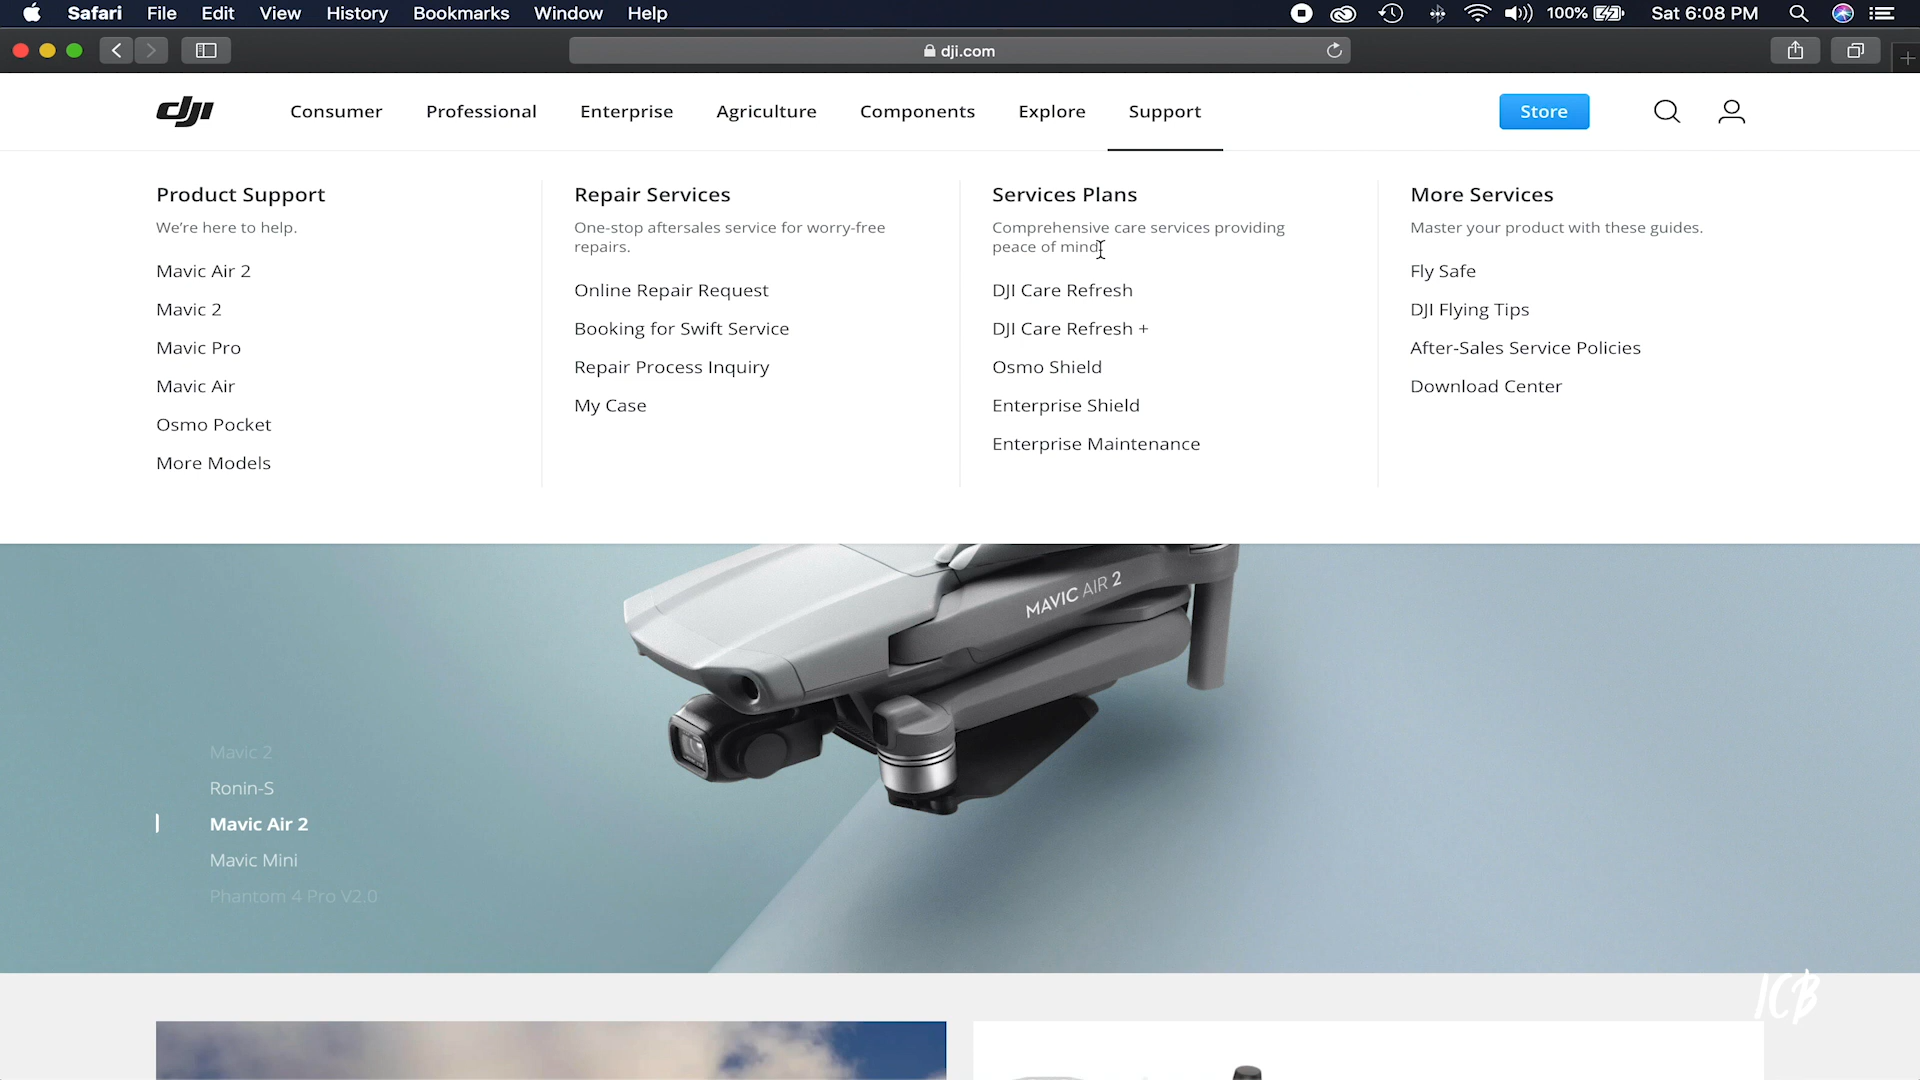 Safari File Edit View History Bookmarks Window Help 100% Sat 6:08 PM
dji.com
dji Consumer Professional Enterprise Agriculture Components Explore Support Store
Product Support
We're here to help.
Mavic Air 2
Mavic 2
Mavic Pro
Mavic Air
Osmo Pocket
More Models
Repair Services
One-stop aftersales service for worry-free
repairs.
Online Repair Request
Booking for Swift Service
Repair Process Inquiry
My Case
Services Plans
Comprehensive care services providing
peace of mind.
DJI Care Refresh
DJI Care Refresh +
Osmo Shield
Enterprise Shield
Enterprise Maintenance
More Services
Master your product with these guides.
Fly Safe
DJI Flying Tips
After-Sales Service Policies
Download Center
MAVIC AIR 2
Mavic 2
Ronin-S
Mavic Air 2
Mavic Mini
Phantom 4 Pro V2.0
JCB